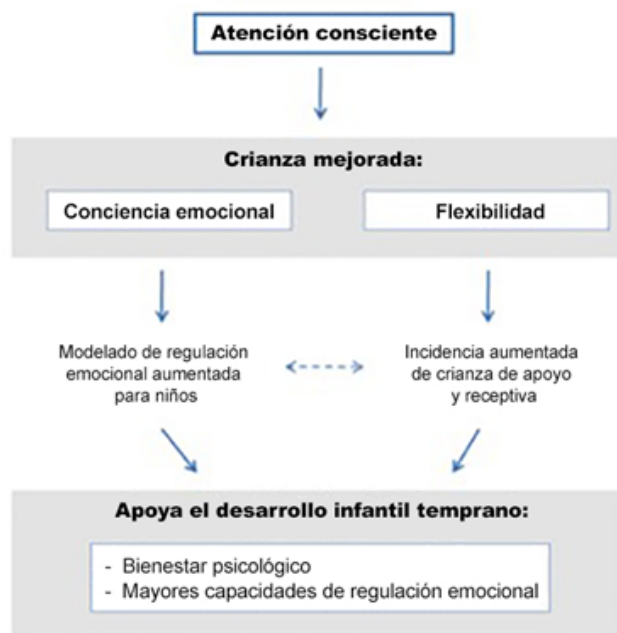 Atención consciente
Crianza mejorada:
Conciencia emocional
Flexibilidad
Modelado de regulación
emocional aumentada
para niños
Incidencia aumentada
de crianza de apoyo
y receptiva
Apoya el desarrollo infantil temprano:
- Bienestar psicológico
- Mayores capacidades de regulación emocional